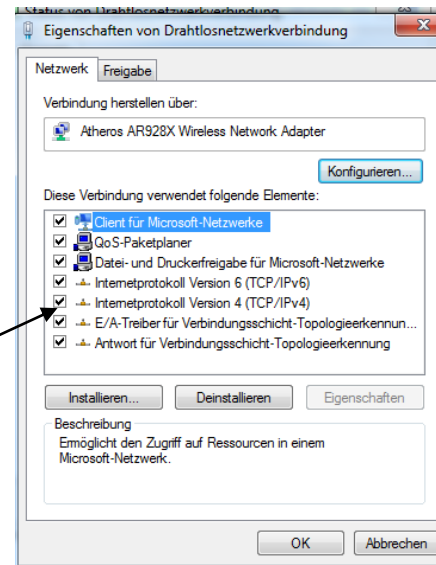 Status von Drahtlosnetzwerkverbindung
Eigenschaften von Drahtlosnetzwerkverbindung
Netzwerk
Freigabe
Verbindung herstellen über:
Atheros AR928X Wireless Network Adapter
Konfigurieren...
Diese Verbindung verwendet folgende Elemente:
Client für Microsoft-Netzwerke
QoS-Paketplaner
Datei- und Druckerfreigabe für Microsoft-Netzwerke
Internetprotokoll Version 6 (TCP/IPv6)
Internetprotokoll Version 4 (TCP/IPv4)
E/A-Treiber für Verbindungsschicht-Topologieerkennun...
Antwort für Verbindungsschicht-Topologieerkennung
Installieren...
Deinstallieren
Eigenschaften
Beschreibung
Ermöglicht den Zugriff auf Ressourcen in einem
Microsoft-Netzwerk.
OK
Abbrechen